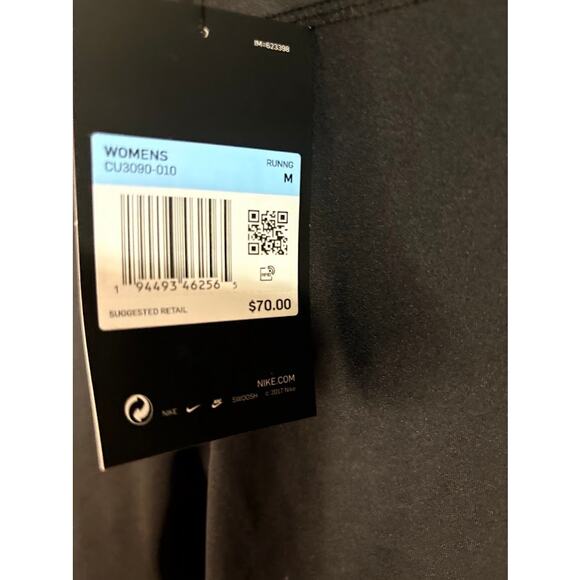 IM=623398
WOMENS
CU3090-010
RUNNG
M
1 94493 46256 5
SUGGESTED RETAIL
$70.00
NIKE.COM
NIKE SWOOSH © 2017 Nike